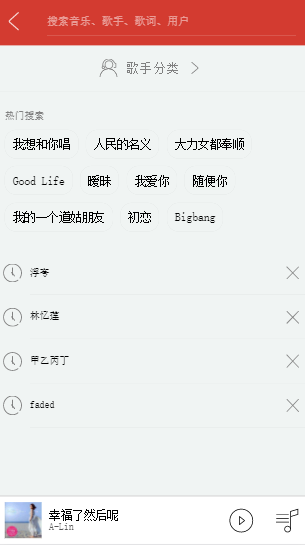 搜索音乐、歌手、歌词、用户
歌手分类
热门搜索
我想和你唱 人民的名义 大力女都奉顺
Good Life 暧昧 我爱你 随便你
我的一个道姑朋友 初恋 Bigbang
浮夸
林忆莲
甲乙丙丁
faded
幸福了然后呢
A-Lin